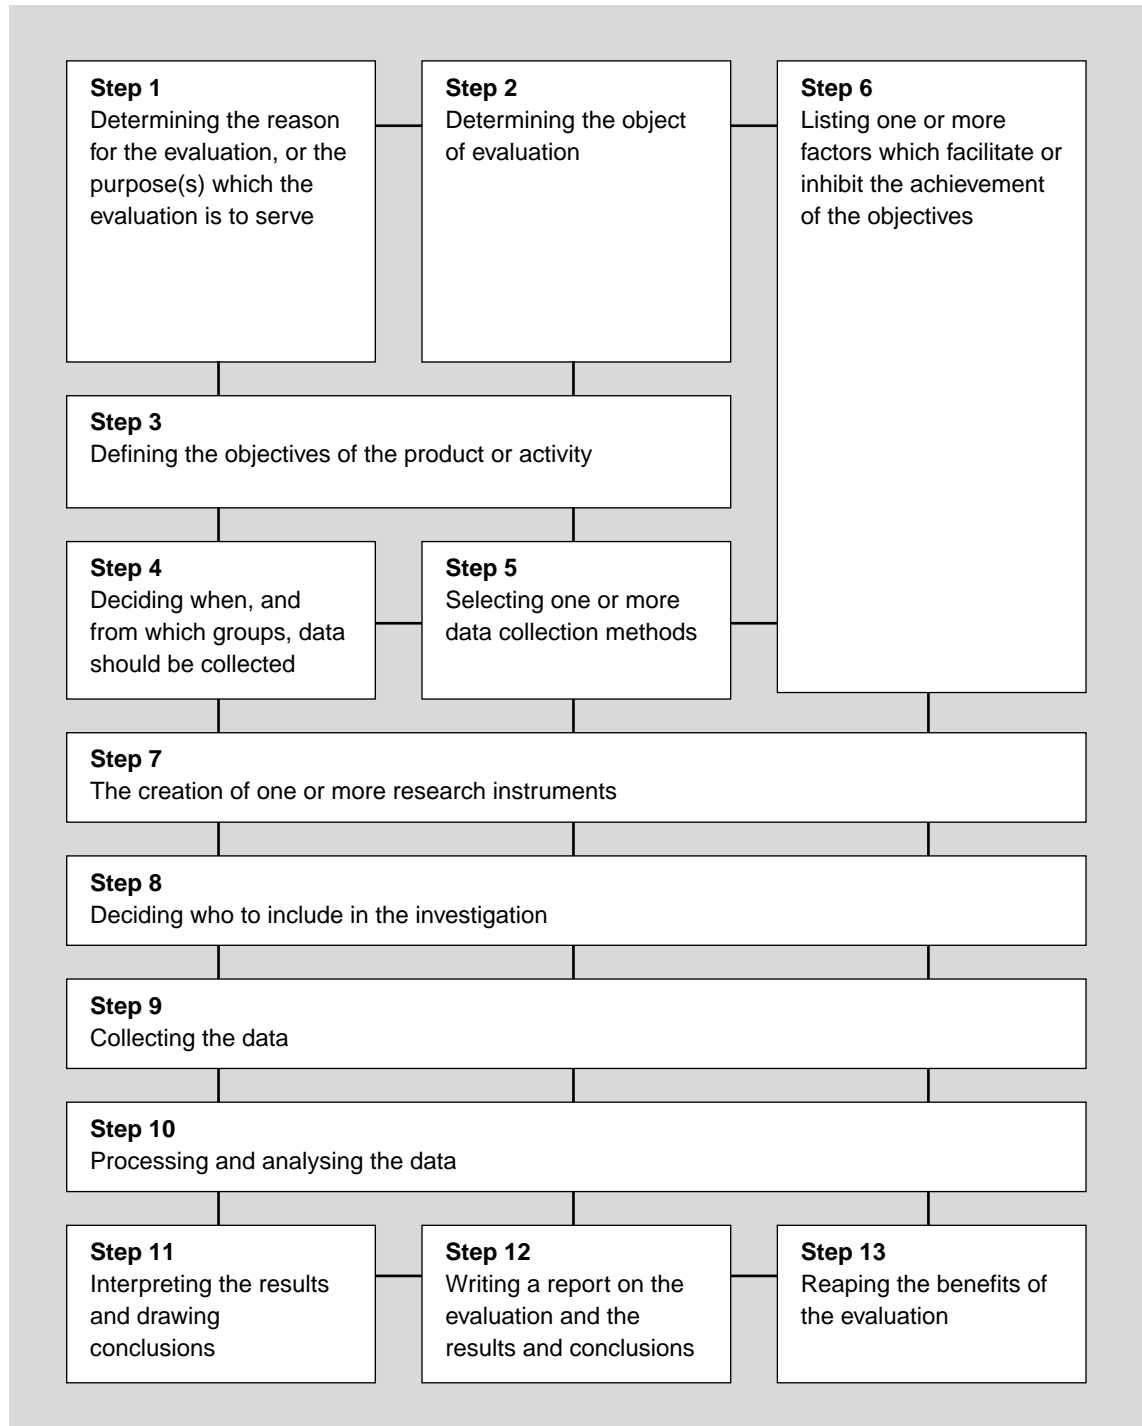 Step 1
Determining the reason
for the evaluation, or the
purpose(s) which the
evaluation is to serve
Step 2
Determining the object
of evaluation
Step 6
Listing one or more
factors which facilitate or
inhibit the achievement
of the objectives
Step 3
Defining the objectives of the product or activity
Step 4
Deciding when, and
from which groups, data
should be collected
Step 5
Selecting one or more
data collection methods
Step 7
The creation of one or more research instruments
Step 8
Deciding who to include in the investigation
Step 9
Collecting the data
Step 10
Processing and analysing the data
Step 11
Interpreting the results
and drawing
conclusions
Step 12
Writing a report on the
evaluation and the
results and conclusions
Step 13
Reaping the benefits of
the evaluation